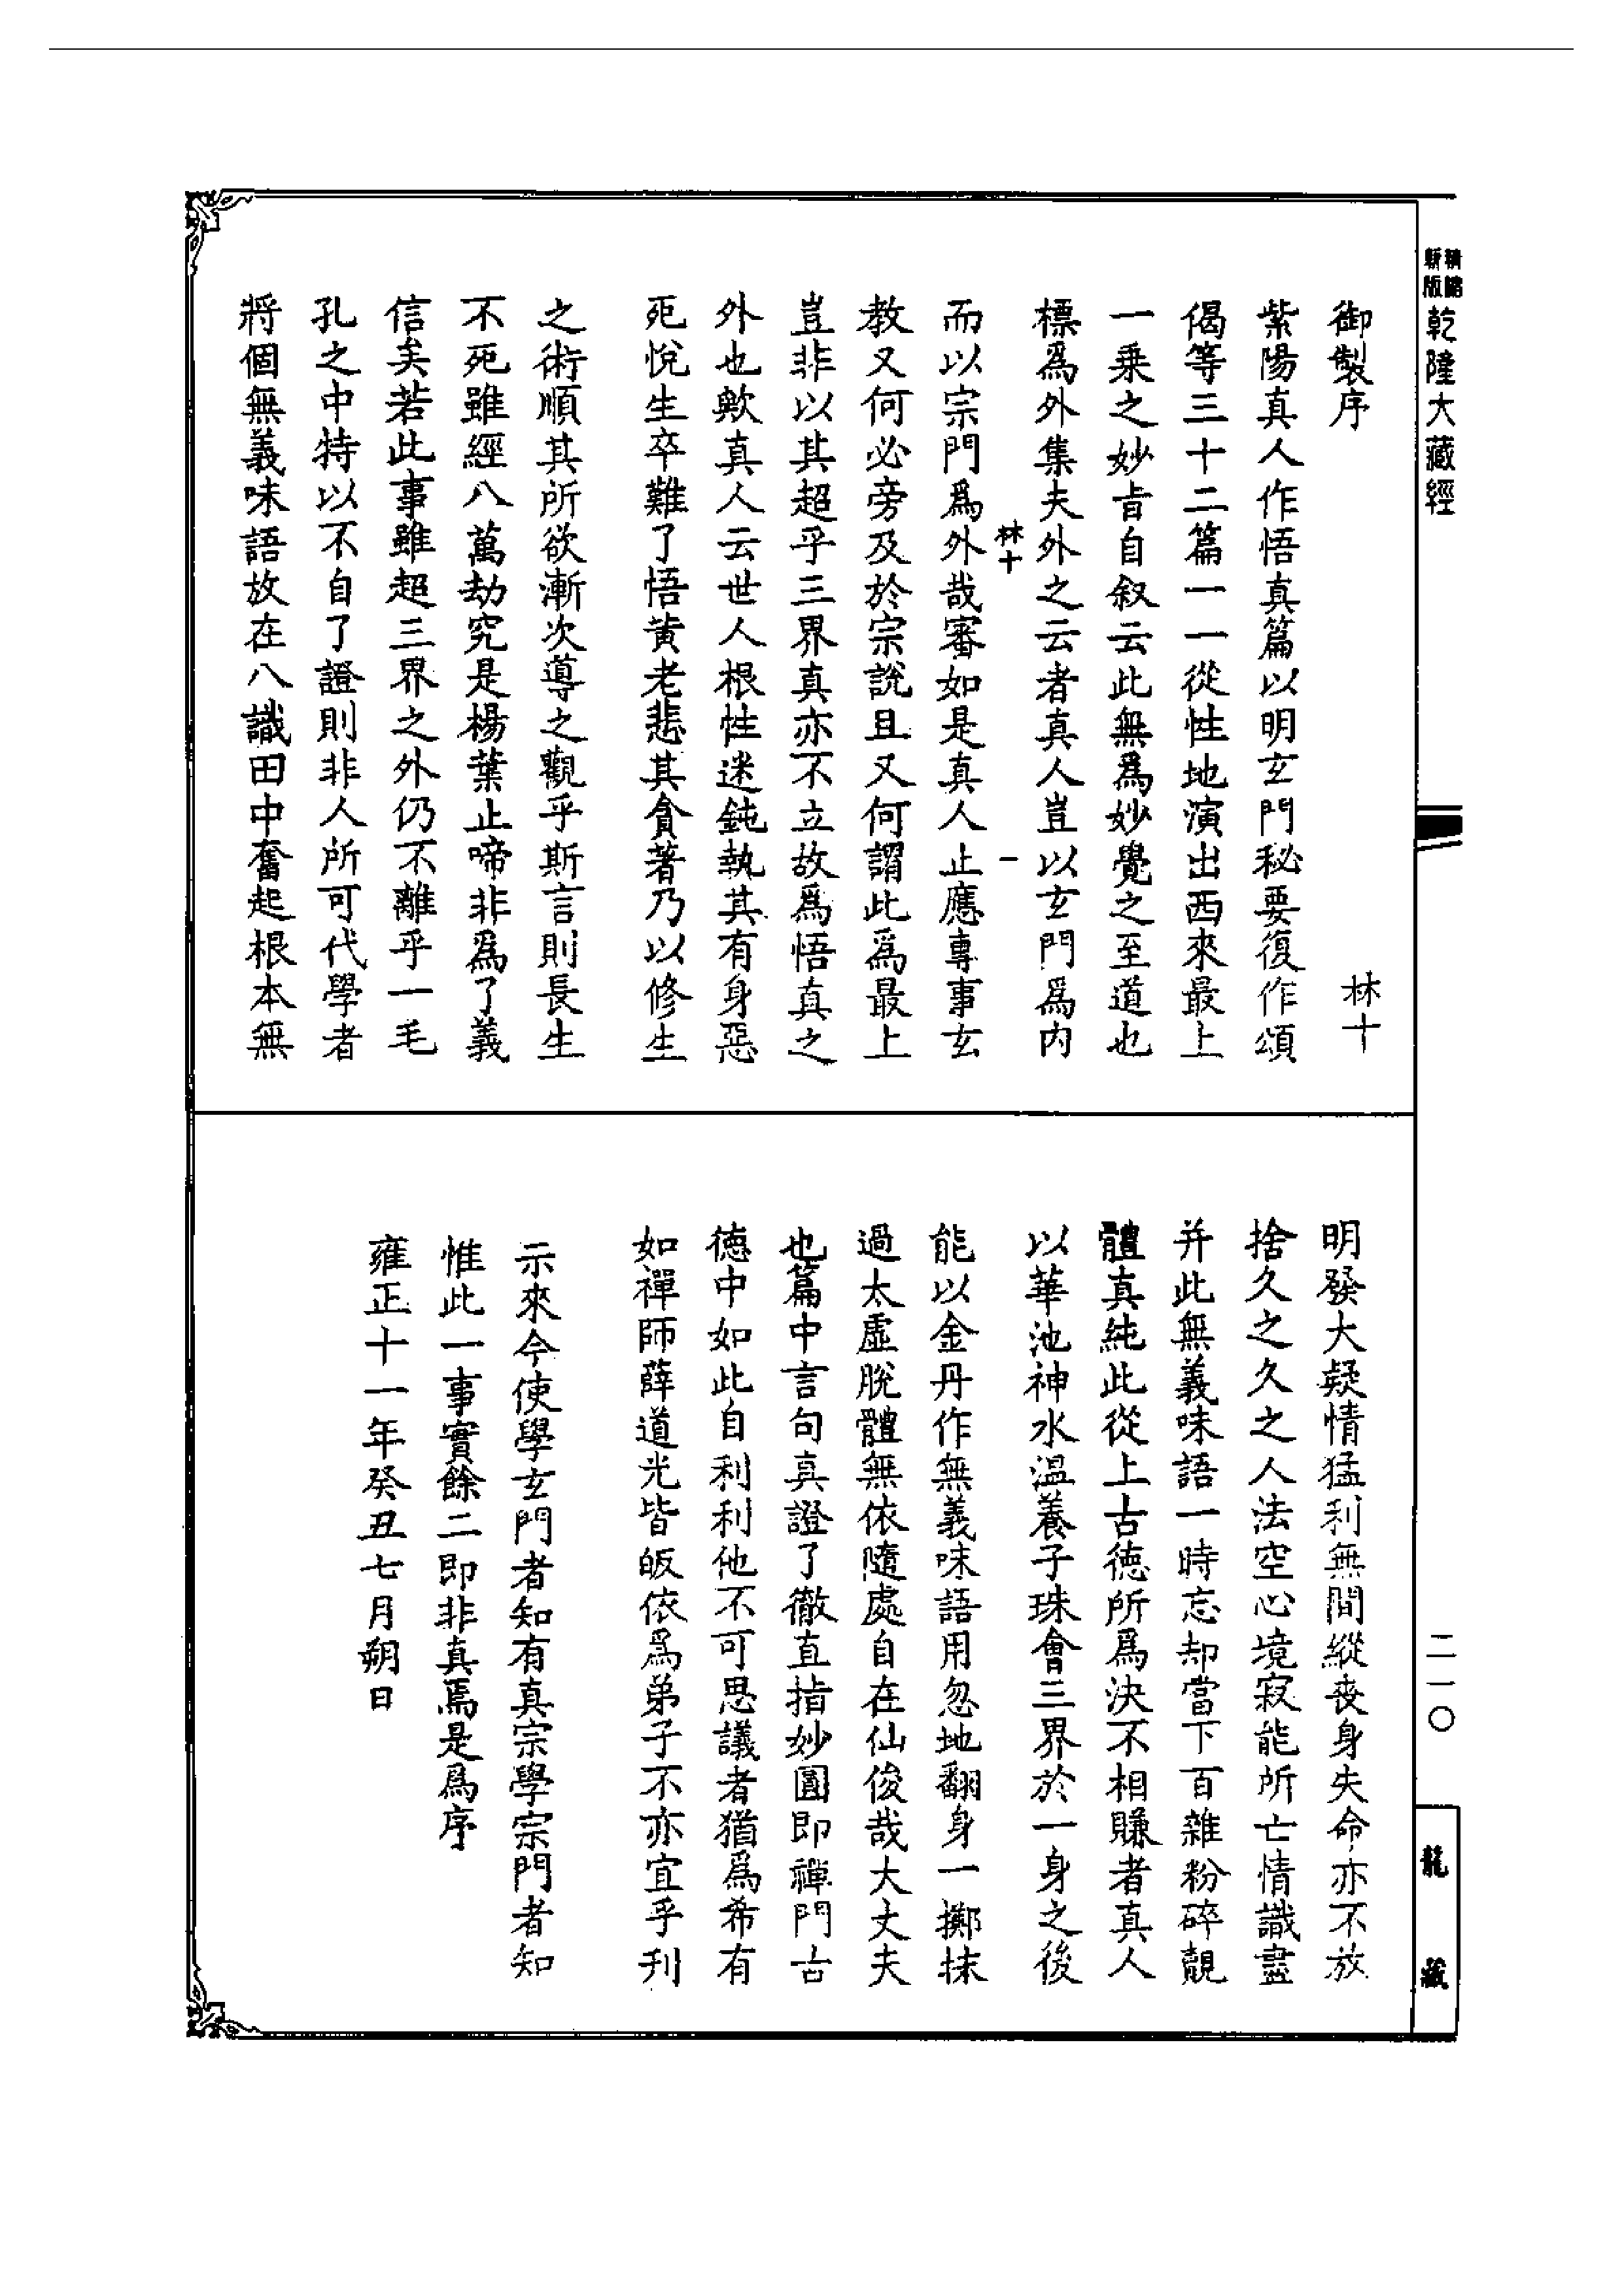 新版
精縮
乾隆大藏經
二一〇
龍藏
御製序
林十
紫陽真人作悟真篇以明玄門秘要復作頌
偈等三十二篇一一從性地演出西來最上
一乘之妙旨自叙云此無爲妙覺之至道也
標爲外集夫外之云者真人豈以玄門爲内
林十
一
而以宗門爲外哉審如是真人止應專事玄
教又何必旁及於宗說且又何謂此爲最上
豈非以其超乎三界真亦不立故爲悟真之
外也歟真人云世人根性迷鈍執其有身惡
死悅生卒難了悟黄老悲其貪著乃以修生
之術順其所欲漸次導之觀乎斯言則長生
不死雖經八萬劫究是楊葉止啼非爲了義
信矣若此事雖超三界之外仍不離乎一毛
孔之中特以不自了證則非人所可代學者
將個無義味語放在八識田中奮起根本無
明發大疑情猛利無間縱喪身失命亦不放
捨久之久之人法空心境寂能所亡情識盡
并此無義味語一時忘却當下百雜粉碎覿
體真純此從上古德所爲決不相賺者真人
以華池神水溫養子珠會三界於一身之後
能以金丹作無義味語用忽地翻身一擲抹
過太虛脫體無依隨處自在仙俊哉大丈夫
也篇中言句真證了徹直指妙圓即禪門古
德中如此自利利他不可思議者猶爲希有
如禪師薛道光皆皈依爲弟子不亦宜乎刊
示來今使學玄門者知有真宗學宗門者知
惟此一事實餘二即非真焉是爲序
雍正十一年癸丑七月朔日